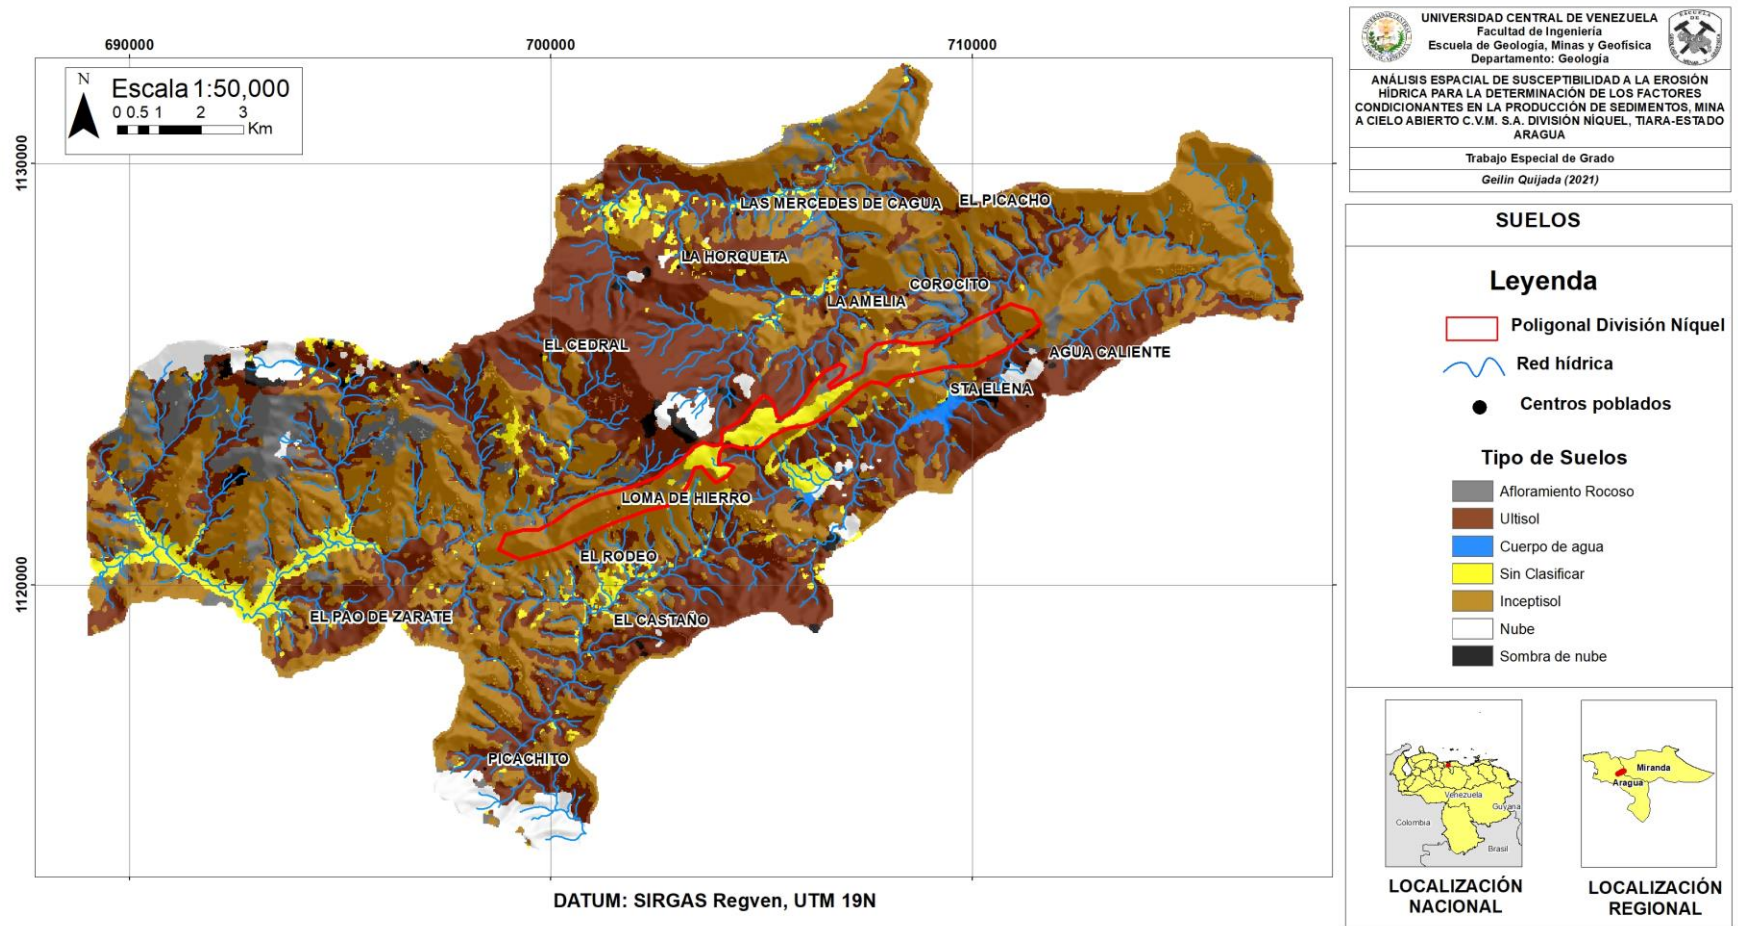 690000
700000
710000
1130000
1120000
N
Escala 1:50,000
0 0.5 1 2 3
Km
LAS MERCEDES DE CAGUA
EL PICACHO
LA HORQUETA
COROCITO
LA AMELIA
EL CEDRAL
AGUA CALIENTE
STA ELENA
LOMA DE HIERRO
EL RODEO
EL PAO DE ZARATE
EL CASTAÑO
PICACHITO
DATUM: SIRGAS Regven, UTM 19N
UNIVERSIDAD CENTRAL DE VENEZUELA
Facultad de Ingeniería
Escuela de Geología, Minas y Geofísica
Departamento: Geología
ANÁLISIS ESPACIAL DE SUSCEPTIBILIDAD A LA EROSIÓN
HÍDRICA PARA LA DETERMINACIÓN DE LOS FACTORES
CONDICIONANTES EN LA PRODUCCIÓN DE SEDIMENTOS, MINA
A CIELO ABIERTO C.V.M. S.A. DIVISIÓN NÍQUEL, TIARA-ESTADO
ARAGUA
Trabajo Especial de Grado
Geilin Quijada (2021)
SUELOS
Leyenda
Poligonal División Níquel
Red hídrica
Centros poblados
Tipo de Suelos
Afloramiento Rocoso
Ultisol
Cuerpo de agua
Sin Clasificar
Inceptisol
Nube
Sombra de nube
Venezuela
Guyana
Colombia
Brasil
Miranda
Aragua
LOCALIZACIÓN
NACIONAL
LOCALIZACIÓN
REGIONAL